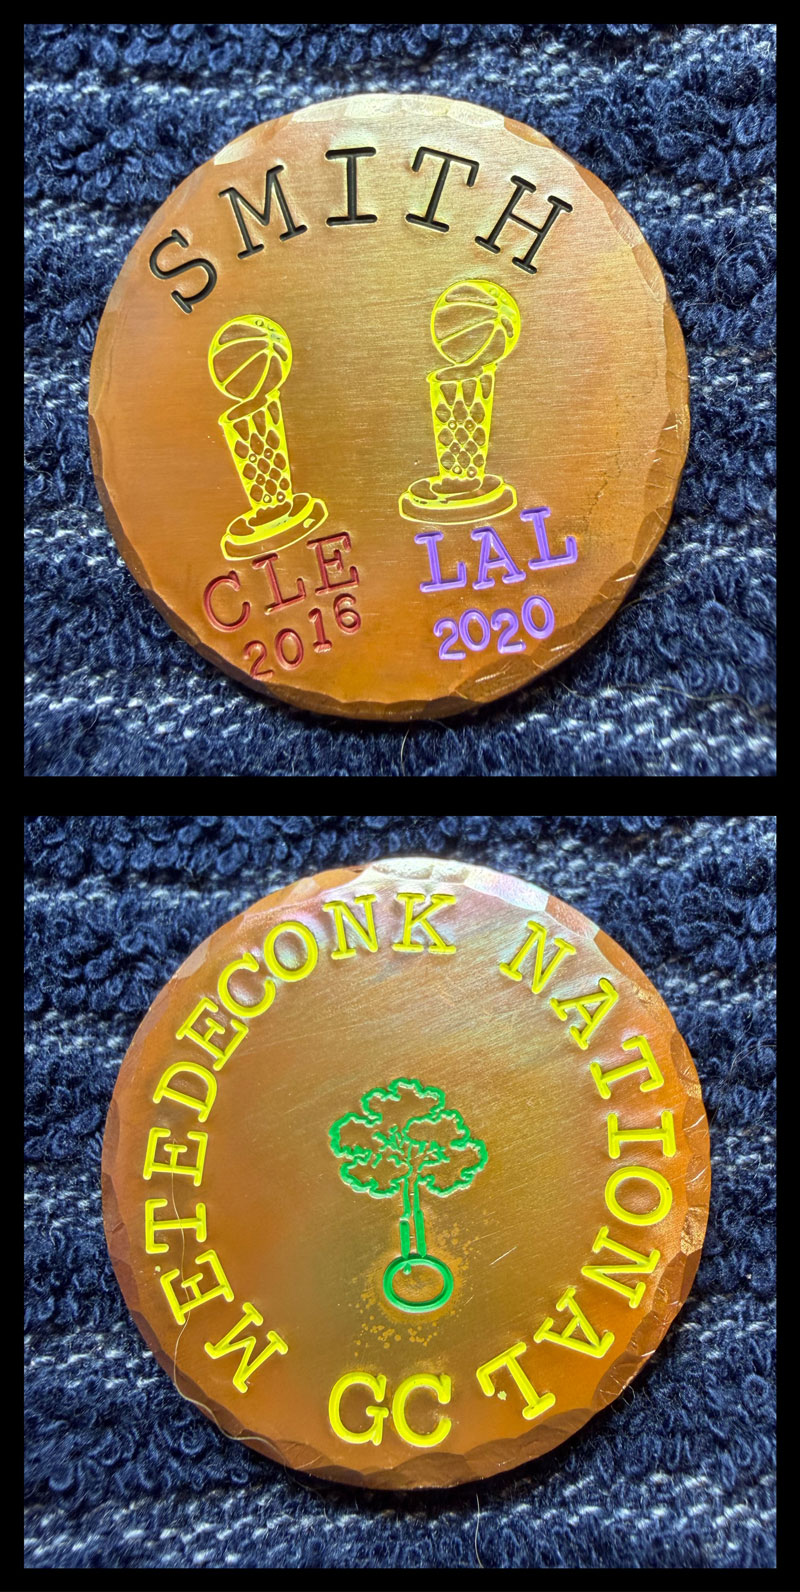 SMITH
CLE
2016
LAL
2020
METEDECONK NATIONAL
GC